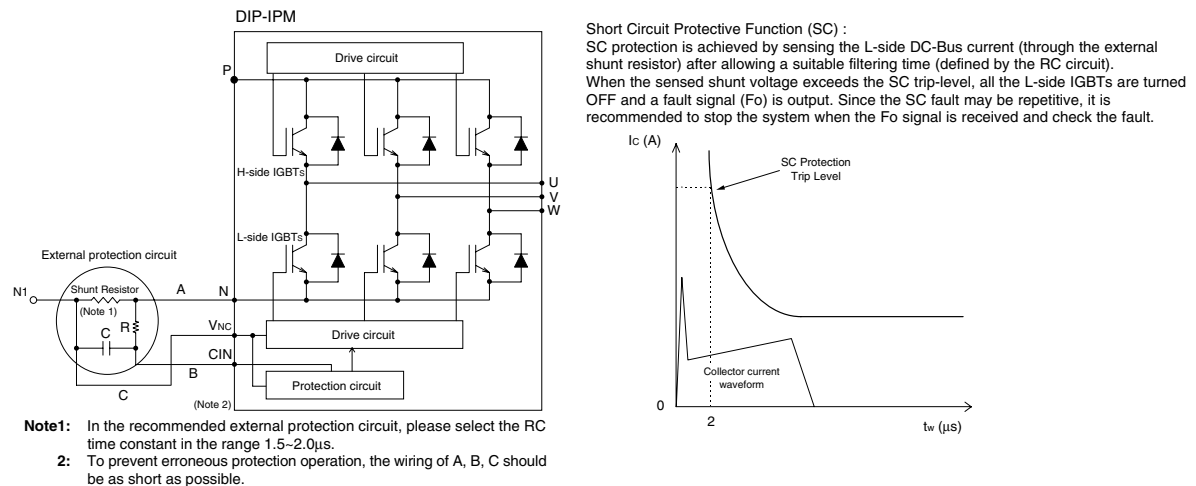 DIP-IPM
Drive circuit
P
H-side IGBTs
U
V
W
L-side IGBTs
External protection circuit
N1
Shunt Resistor
(Note 1)
A
N
C
R
VNC
Drive circuit
CIN
B
C
Protection circuit
(Note 2)
Note1: In the recommended external protection circuit, please select the RC
time constant in the range 1.5~2.0μs.
2: To prevent erroneous protection operation, the wiring of A, B, C should
be as short as possible.
Short Circuit Protective Function (SC) :
SC protection is achieved by sensing the L-side DC-Bus current (through the external
shunt resistor) after allowing a suitable filtering time (defined by the RC circuit).
When the sensed shunt voltage exceeds the SC trip-level, all the L-side IGBTs are turned
OFF and a fault signal (Fo) is output. Since the SC fault may be repetitive, it is
recommended to stop the system when the Fo signal is received and check the fault.
IC (A)
SC Protection
Trip Level
Collector current
waveform
0
2
tw (μs)